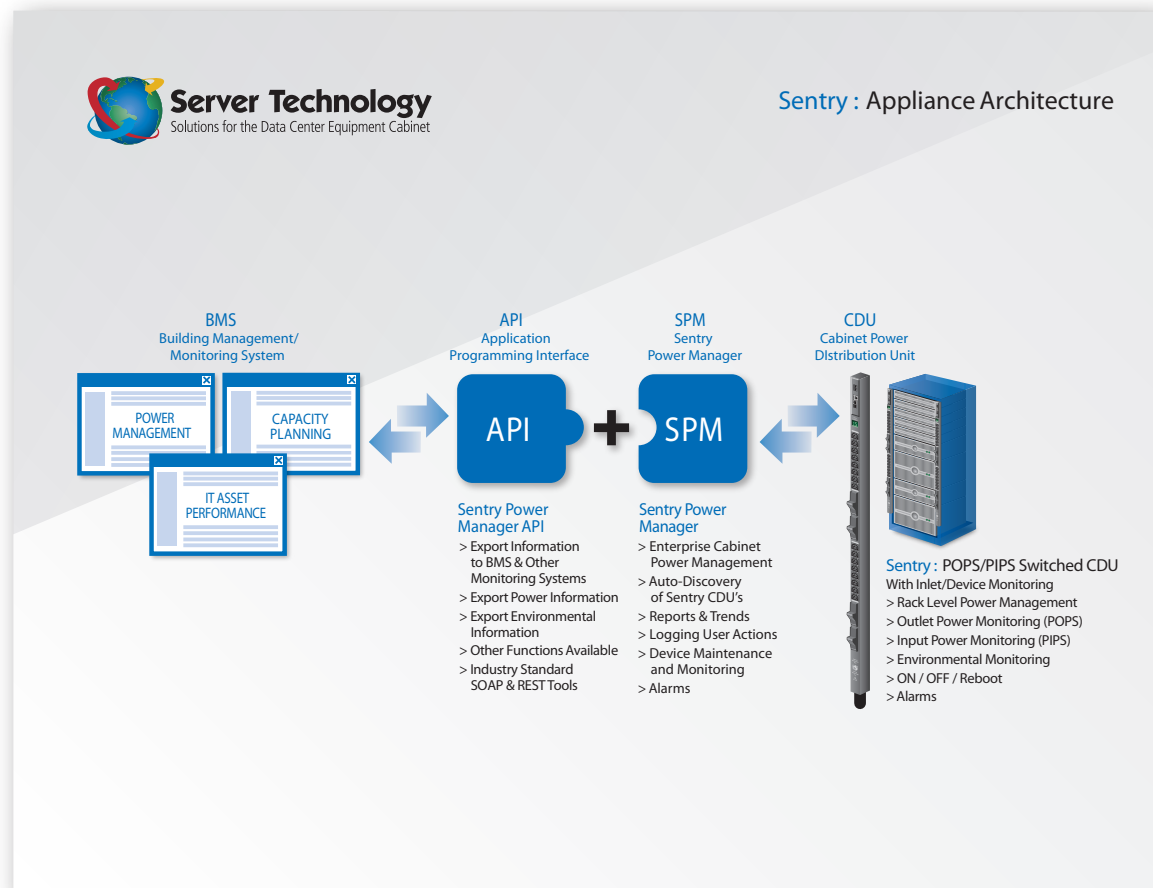 Server Technology
Solutions for the Data Center Equipment Cabinet
Sentry : Appliance Architecture
BMS
Building Management/
Monitoring System
POWER
MANAGEMENT
CAPACITY
PLANNING
IT ASSET
PERFORMANCE
API
Application
Programming Interface
API
Sentry Power
Manager API
> Export Information
to BMS & Other
Monitoring Systems
> Export Power Information
> Export Environmental
Information
> Other Functions Available
> Industry Standard
SOAP & REST Tools
SPM
Sentry
Power Manager
SPM
Sentry Power
Manager
> Enterprise Cabinet
Power Management
> Auto-Discovery
of Sentry CDU's
> Reports & Trends
> Logging User Actions
> Device Maintenance
and Monitoring
> Alarms
CDU
Cabinet Power
DIstribution Unit
Sentry : POPS/PIPS Switched CDU
With Inlet/Device Monitoring
> Rack Level Power Management
> Outlet Power Monitoring (POPS)
> Input Power Monitoring (PIPS)
> Environmental Monitoring
> ON / OFF / Reboot
> Alarms